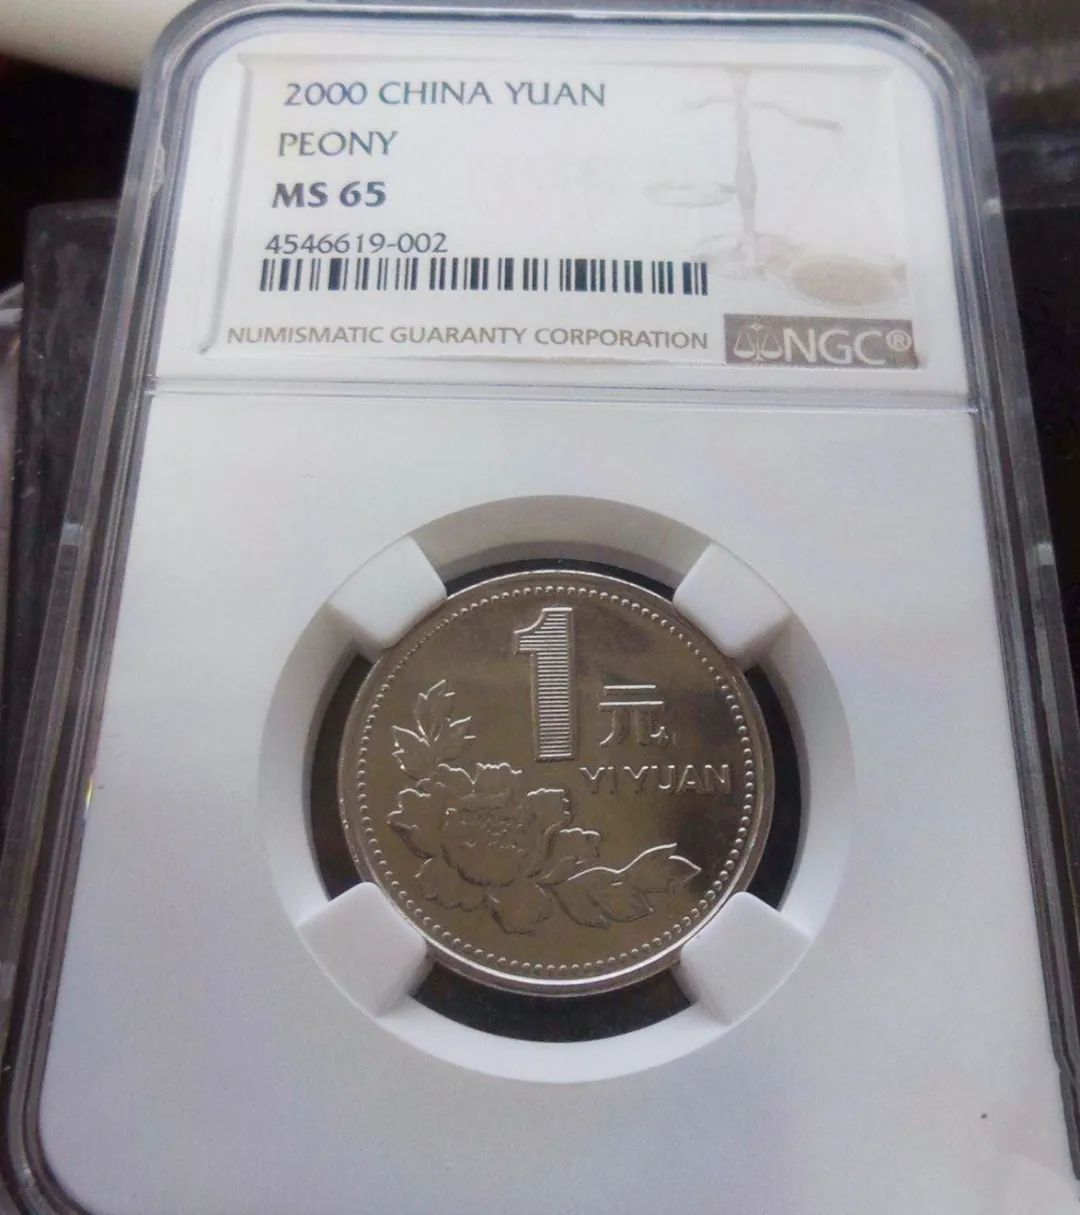 2000 CHINA YUAN
PEONY
MS 65
4546619-002
NUMISMATIC GUARANTY CORPORATION NGC®
1元
YI YUAN